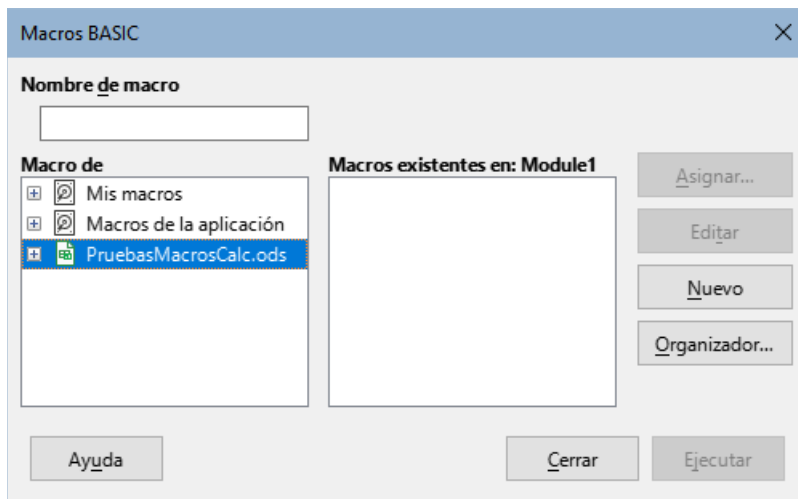 Macros BASIC
Nombre de macro
Macro de
Macros existentes en: Module1
Mis macros
Macros de la aplicación
PruebasMacrosCalc.ods
Asignar...
Editar
Nuevo
Organizador...
Ayuda
Cerrar
Ejecutar